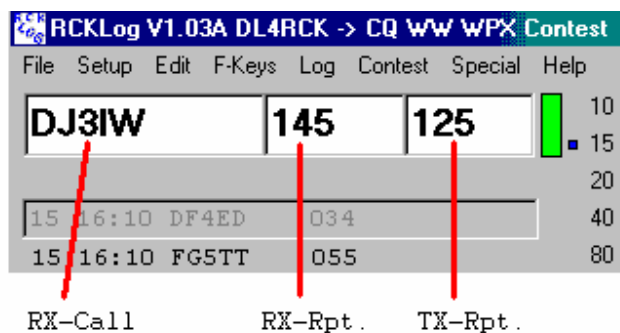 RCK LOG RCKLog V1.03A DL4RCK -> CQ WW WPX Contest
File Setup Edit F-Keys Log Contest Special Help
DJ3IW 145 125 10
15
20
15 16:10 DF4ED 034 40
15 16:10 FG5TT 055 80
RX-Call RX-Rpt. TX-Rpt.